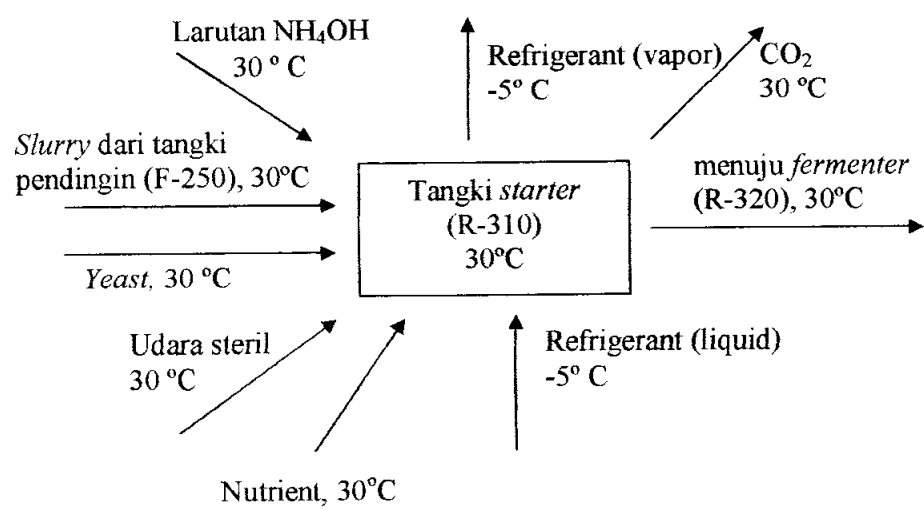 Larutan NH₄OH
30 ° C
Refrigerant (vapor)
-5° C
CO₂
30 °C
Slurry dari tangki
pendingin (F-250), 30°C
Tangki starter
(R-310)
30°C
menuju fermenter
(R-320), 30°C
Yeast, 30 °C
Udara steril
30 °C
Refrigerant (liquid)
-5° C
Nutrient, 30°C